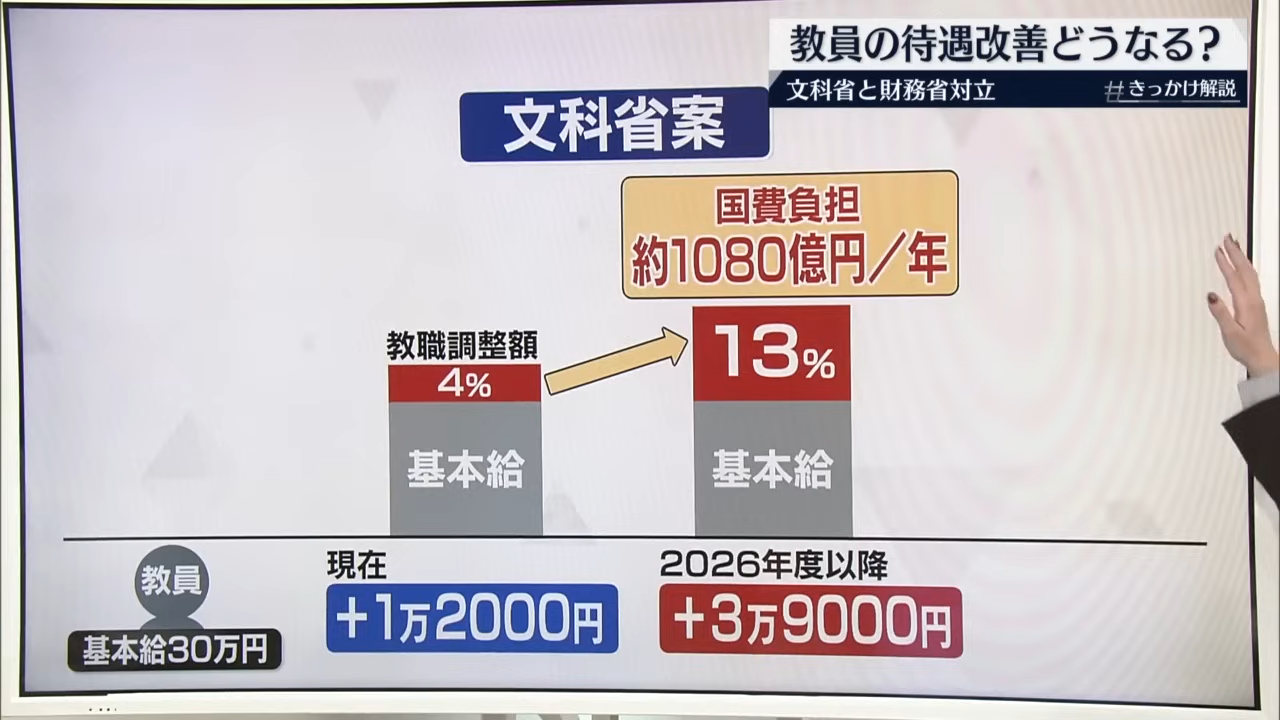 教員の待遇改善どうなる?
文科省と財務省対立
#きっかけ解説
文科省案
国費負担
約1080億円/年
教職調整額
4%
13%
基本給
基本給
教員
基本給30万円
現在
+1万2000円
2026年度以降
+3万9000円